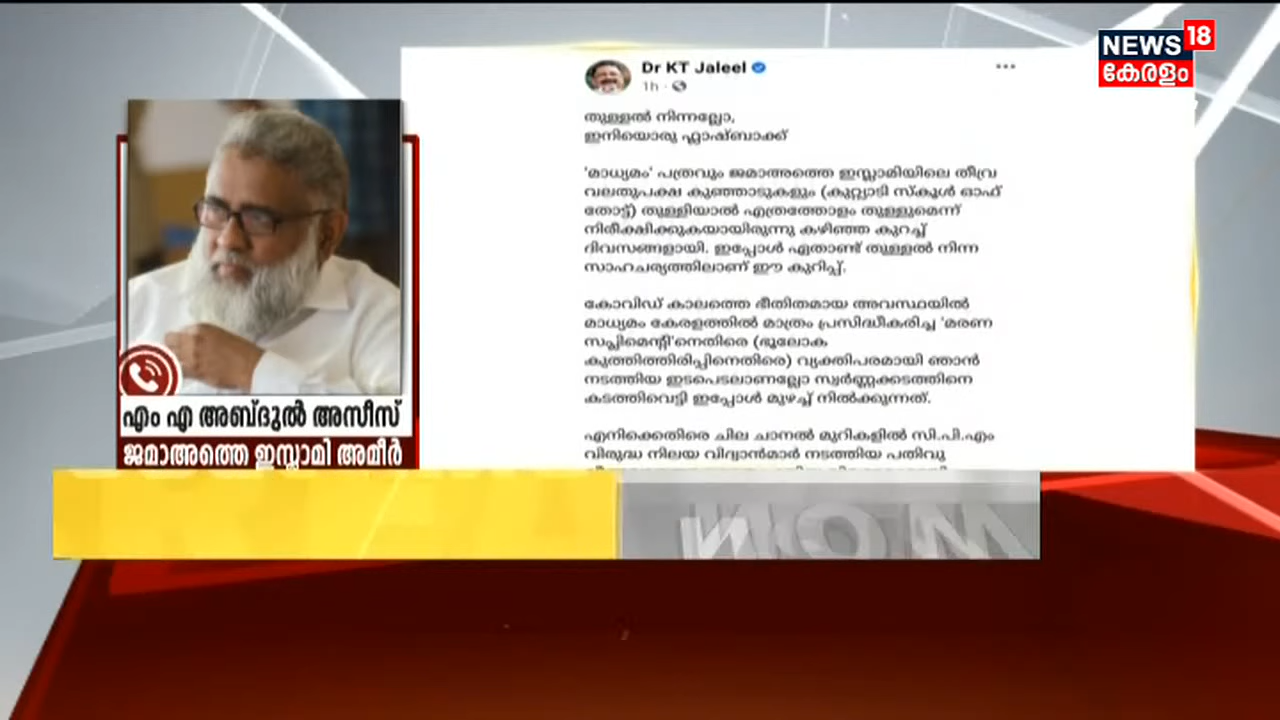 NEWS 18
കേരളം
Dr KT Jaleel
1h
തുള്ളൽ നിന്നല്ലോ,
ഇനിയൊരു ഫ്ലാഷ്ബാക്ക്
'മാധ്യമം' പത്രവും ജമാഅത്തെ ഇസ്ലാമിയിലെ തീവ്ര
വലതുപക്ഷ കുഞ്ഞാടുകളും (കുറ്റ്യാടി സ്കൂൾ ഓഫ്
തോട്ട്) തുള്ളിയാൽ എത്രത്തോളം തുള്ളുമെന്ന്
നിരീക്ഷിക്കുകയായിരുന്നു കഴിഞ്ഞ കുറച്ച്
ദിവസങ്ങളായി. ഇപ്പോൾ ഏതാണ്ട് തുള്ളൽ നിന്ന
സാഹചര്യത്തിലാണ് ഈ കുറിപ്പ്.
കോവിഡ് കാലത്തെ ഭീതിതമായ അവസ്ഥയിൽ
മാധ്യമം കേരളത്തിൽ മാത്രം പ്രസിദ്ധീകരിച്ച 'മരണ
സപ്ലിമെന്റി'നെതിരെ (ഭൂലോക
കുത്തിത്തിരിപ്പിനെതിരെ) വ്യക്തിപരമായി ഞാൻ
നടത്തിയ ഇടപെടലാണല്ലോ സ്വർണ്ണക്കടത്തിനെ
കടത്തിവെട്ടി ഇപ്പോൾ മുഴച്ച് നിൽക്കുന്നത്.
എനിക്കെതിരെ ചില ചാനൽ മുറികളിൽ സി.പി.എം
വിരുദ്ധ നിലയ വിദ്വാൻമാർ നടത്തിയ പതിവു
എം എ അബ്ദുൽ അസീസ്
ജമാഅത്തെ ഇസ്ലാമി അമീർ